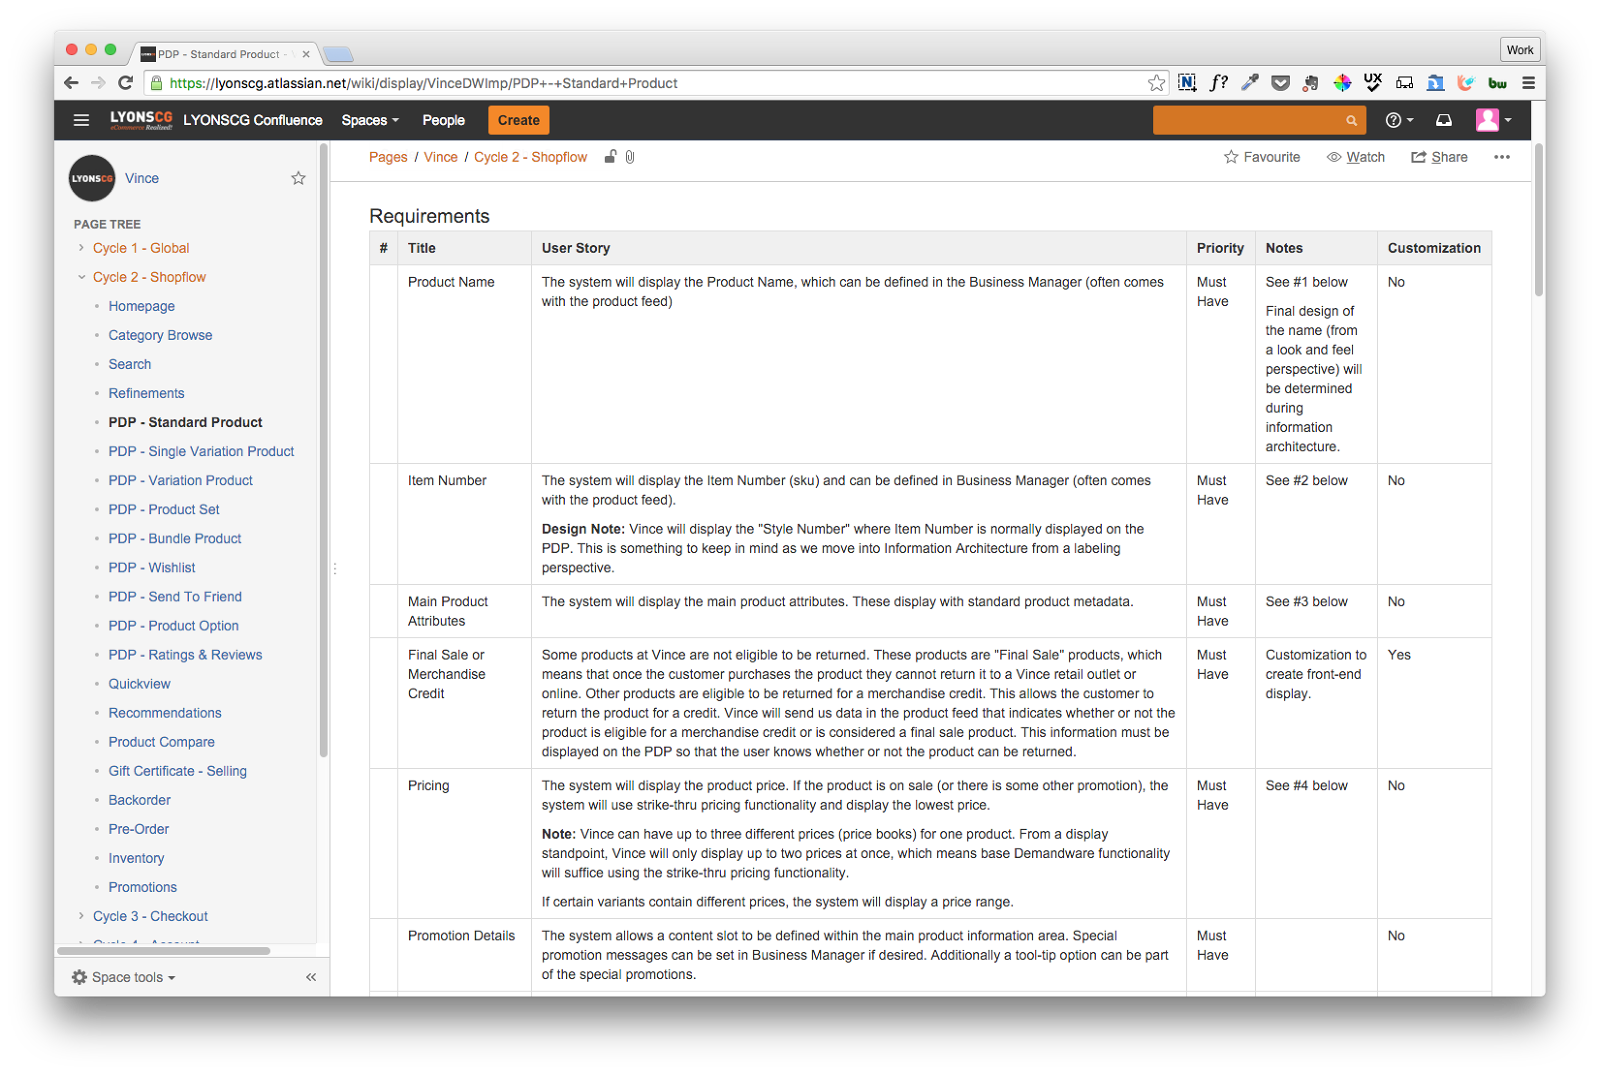 PDP - Standard Product -
Work
https://lyonscg.atlassian.net/wiki/display/VinceDWImp/PDP+-+Standard+Product
N f? UX bw
LYONSCG
eCommerce Realized!
LYONSCG Confluence Spaces People Create
Pages / Vince / Cycle 2 - Shopflow
Favourite Watch Share
LYONSCG
Vince
PAGE TREE
Cycle 1 - Global
Cycle 2 - Shopflow
Homepage
Category Browse
Search
Refinements
PDP - Standard Product
PDP - Single Variation Product
PDP - Variation Product
PDP - Product Set
PDP - Bundle Product
PDP - Wishlist
PDP - Send To Friend
PDP - Product Option
PDP - Ratings & Reviews
Quickview
Recommendations
Product Compare
Gift Certificate - Selling
Backorder
Pre-Order
Inventory
Promotions
Cycle 3 - Checkout
Cycle 4 - Account
Space tools
Requirements
# Title User Story Priority Notes Customization
Product Name
The system will display the Product Name, which can be defined in the Business Manager (often comes
with the product feed)
Must
Have
See #1 below
Final design of
the name (from
a look and feel
perspective) will
be determined
during
information
architecture.
No
Item Number
The system will display the Item Number (sku) and can be defined in Business Manager (often comes
with the product feed).
Design Note: Vince will display the "Style Number" where Item Number is normally displayed on the
PDP. This is something to keep in mind as we move into Information Architecture from a labeling
perspective.
Must
Have
See #2 below
No
Main Product
Attributes
The system will display the main product attributes. These display with standard product metadata.
Must
Have
See #3 below
No
Final Sale or
Merchandise
Credit
Some products at Vince are not eligible to be returned. These products are "Final Sale" products, which
means that once the customer purchases the product they cannot return it to a Vince retail outlet or
online. Other products are eligible to be returned for a merchandise credit. This allows the customer to
return the product for a credit. Vince will send us data in the product feed that indicates whether or not the
product is eligible for a merchandise credit or is considered a final sale product. This information must be
displayed on the PDP so that the user knows whether or not the product can be returned.
Must
Have
Customization to
create front-end
display.
Yes
Pricing
The system will display the product price. If the product is on sale (or there is some other promotion), the
system will use strike-thru pricing functionality and display the lowest price.
Note: Vince can have up to three different prices (price books) for one product. From a display
standpoint, Vince will only display up to two prices at once, which means base Demandware functionality
will suffice using the strike-thru pricing functionality.
If certain variants contain different prices, the system will display a price range.
Must
Have
See #4 below
No
Promotion Details
The system allows a content slot to be defined within the main product information area. Special
promotion messages can be set in Business Manager if desired. Additionally a tool-tip option can be part
of the special promotions.
Must
Have
No